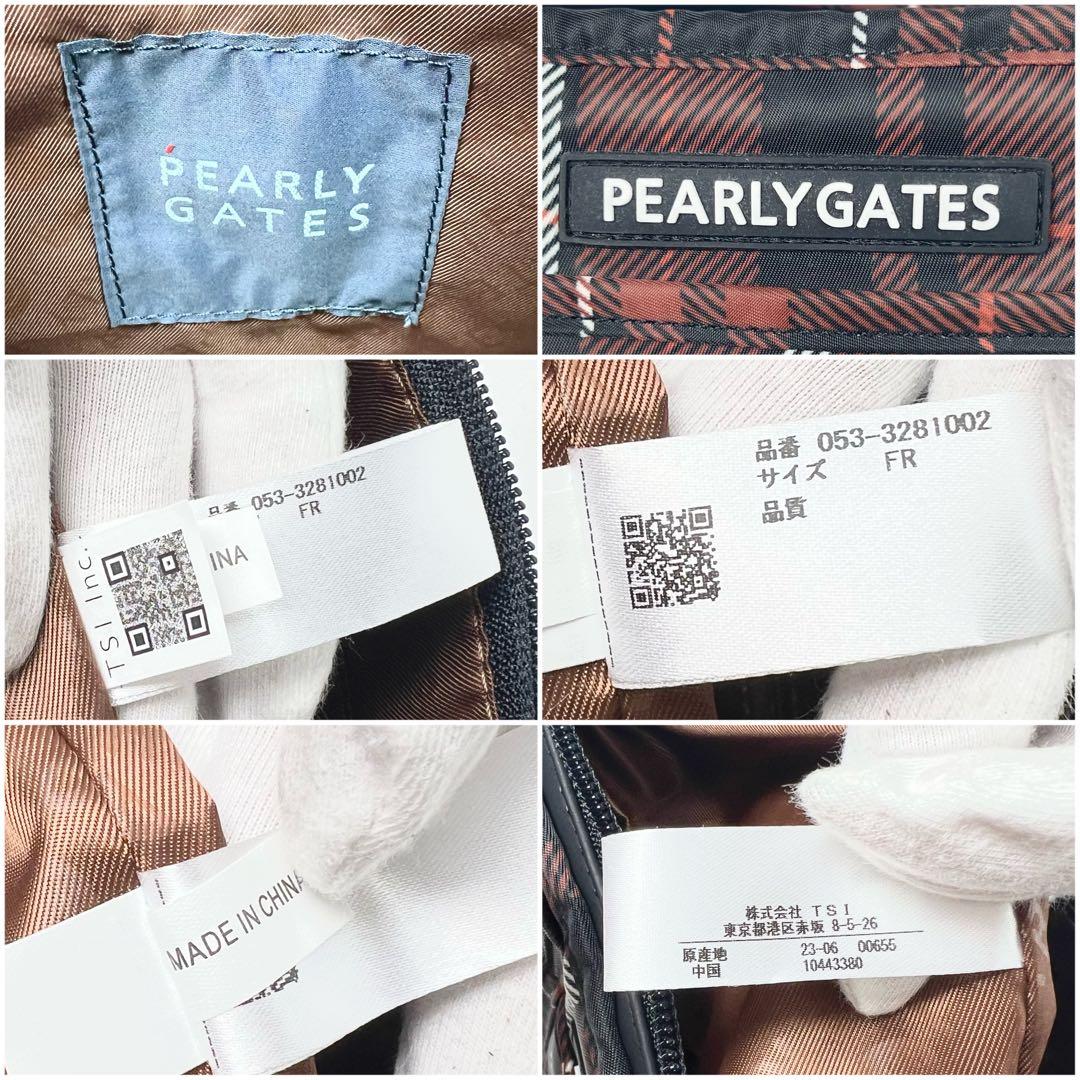 PEARLY
GATES
PEARLYGATES
品番 053-3281002
FR
INA
TSI Inc.
品番 053-3281002
サイズ FR
品質
MADE IN CHINA
株式会社 TSI
東京都港区赤坂 8-5-26
原産地 23-06 00655
中国 10443380